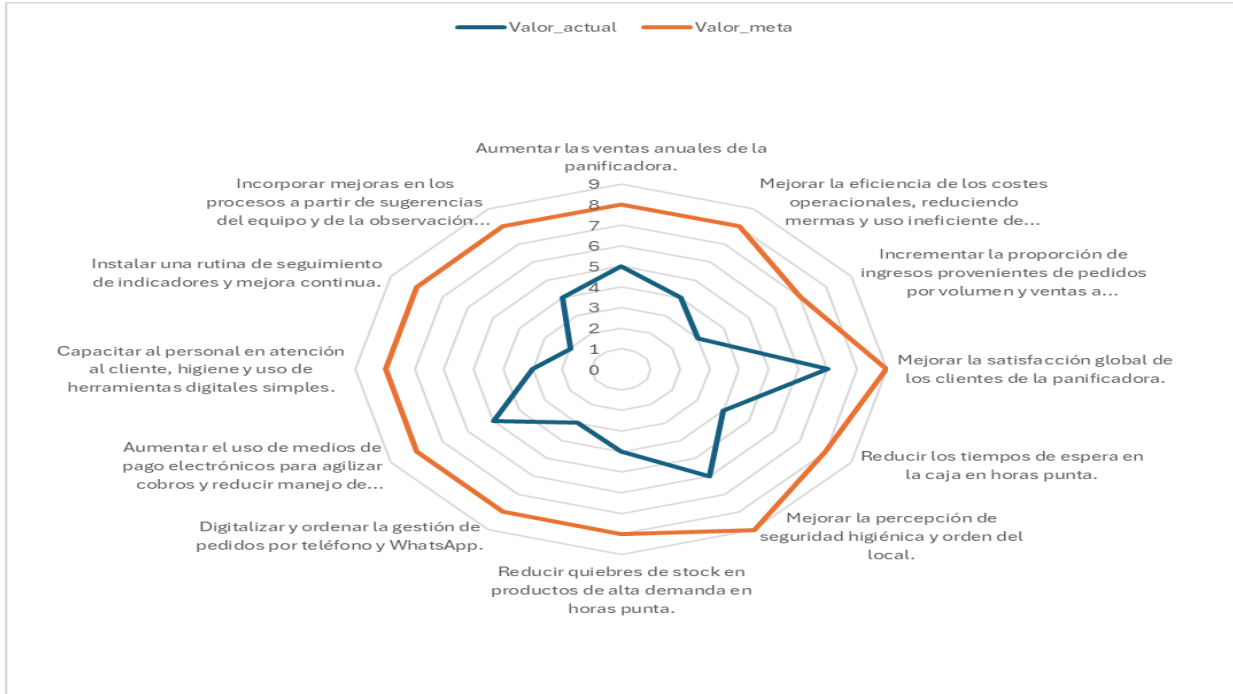 Valor_actual
Valor_meta
Aumentar las ventas anuales de la
panificadora.
Mejorar la eficiencia de los costes
operacionales, reduciendo
mermas y uso ineficiente de...
Incrementar la proporción de
ingresos provenientes de pedidos
por volumen y ventas a...
Mejorar la satisfacción global de
los clientes de la panificadora.
Reducir los tiempos de espera en
la caja en horas punta.
Mejorar la percepción de
seguridad higiénica y orden del
local.
Reducir quiebres de stock en
productos de alta demanda en
horas punta.
Digitalizar y ordenar la gestión de
pedidos por teléfono y WhatsApp.
Aumentar el uso de medios de
pago electrónicos para agilizar
cobros y reducir manejo de...
Capacitar al personal en atención
al cliente, higiene y uso de
herramientas digitales simples.
Instalar una rutina de seguimiento
de indicadores y mejora continua.
Incorporar mejoras en los
procesos a partir de sugerencias
del equipo y de la observación...
9
8
7
6
5
4
3
2
1
0